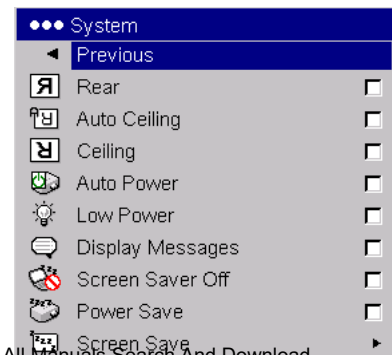 System
Previous
Rear
Auto Ceiling
Ceiling
Auto Power
Low Power
Display Messages
Screen Saver Off
Power Save
Screen Save
All Manuals Search And Download